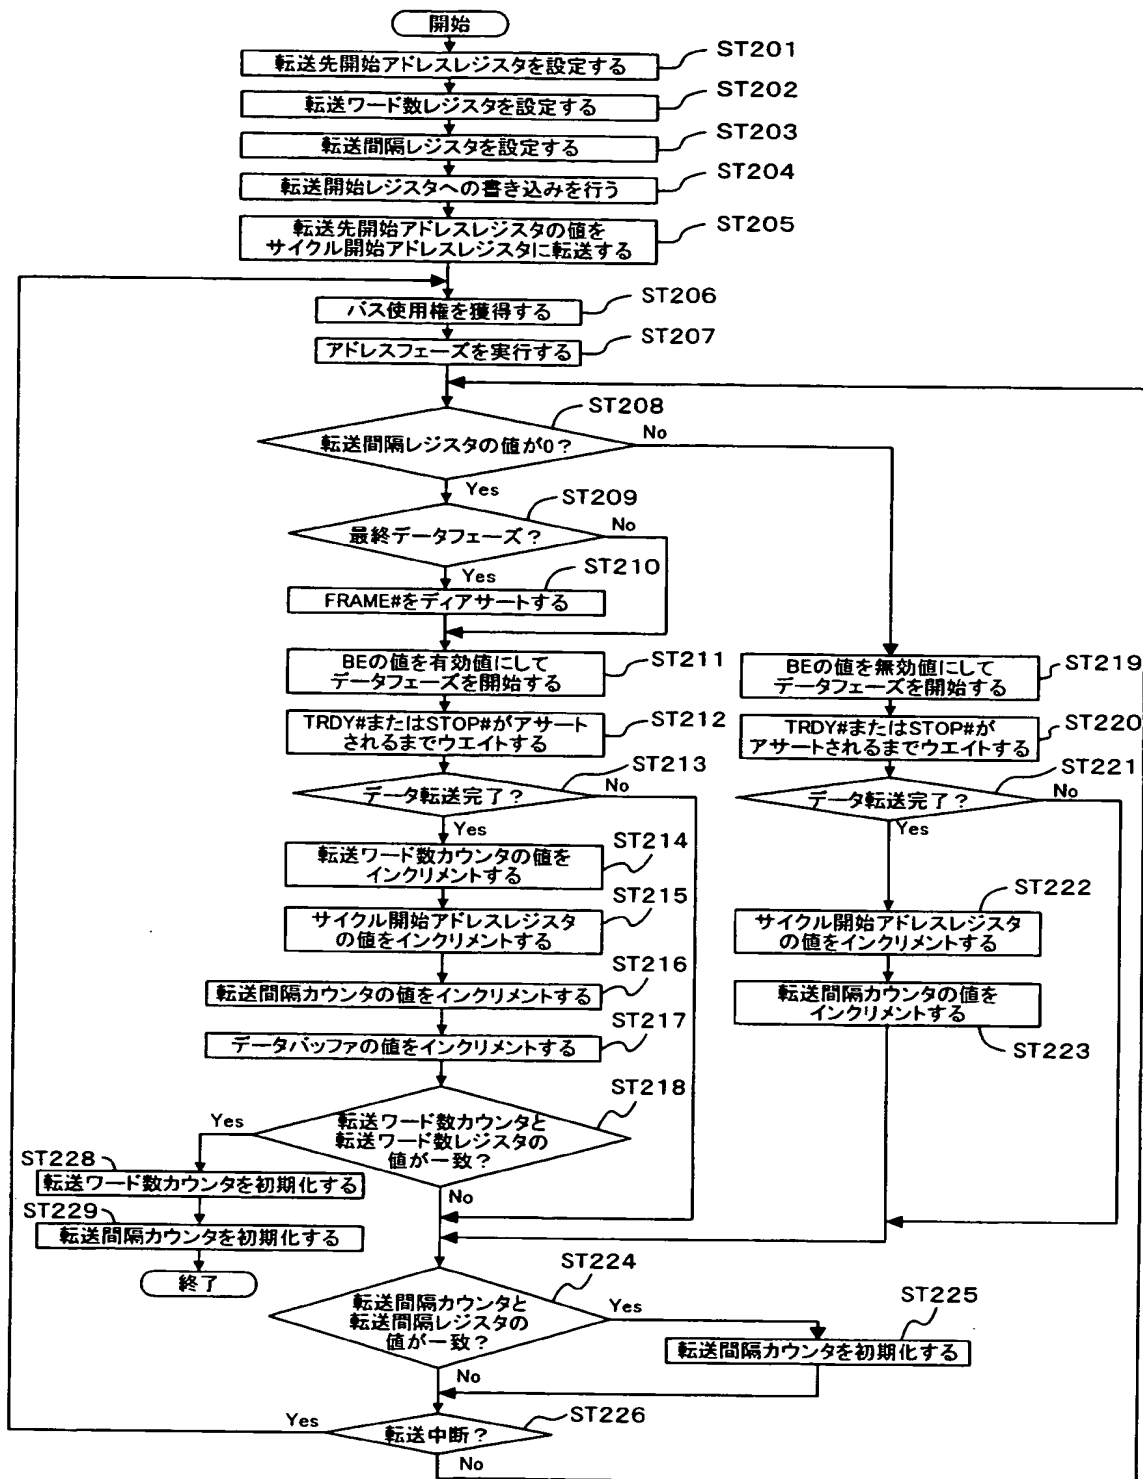 開始
ST201
転送先開始アドレスレジスタを設定する
ST202
転送ワード数レジスタを設定する
ST203
転送間隔レジスタを設定する
ST204
転送開始レジスタへの書き込みを行う
ST205
転送先開始アドレスレジスタの値を
サイクル開始アドレスレジスタに転送する
ST206
バス使用権を獲得する
ST207
アドレスフェーズを実行する
ST208
転送間隔レジスタの値が0？
No
Yes
ST209
最終データフェーズ？
No
Yes
ST210
FRAME#をディアサートする
ST211
BEの値を有効値にして
データフェーズを開始する
ST219
BEの値を無効値にして
データフェーズを開始する
ST212
TRDY#またはSTOP#がアサート
されるまでウエイトする
ST220
TRDY#またはSTOP#が
アサートされるまでウエイトする
ST213
データ転送完了？
No
Yes
ST221
データ転送完了？
No
Yes
ST214
転送ワード数カウンタの値を
インクリメントする
ST215
サイクル開始アドレスレジスタ
の値をインクリメントする
ST222
サイクル開始アドレスレジスタ
の値をインクリメントする
ST216
転送間隔カウンタの値をインクリメントする
転送間隔カウンタの値を
インクリメントする
ST223
ST217
データバッファの値をインクリメントする
ST218
転送ワード数カウンタと
転送ワード数レジスタの
値が一致？
Yes
No
ST228
転送ワード数カウンタを初期化する
ST229
転送間隔カウンタを初期化する
終了
ST224
転送間隔カウンタと
転送間隔レジスタの
値が一致？
Yes
No
ST225
転送間隔カウンタを初期化する
ST226
転送中断？
Yes
No